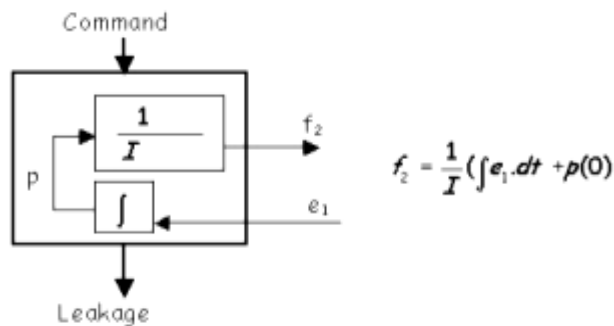 Command
1
I
f₂
p
∫
e₁
Leakage
f₂ = 1/I (∫e₁.dt +p(0)